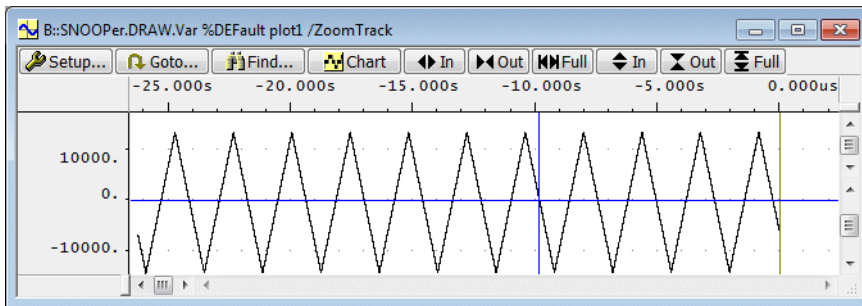 B::SNOOPer.DRAW.Var %DEFault plot1 /ZoomTrack
Setup... Goto... Find... Chart In Out Full In Out Full
-25.000s -20.000s -15.000s -10.000s -5.000s 0.000us
10000.
0.
-10000.